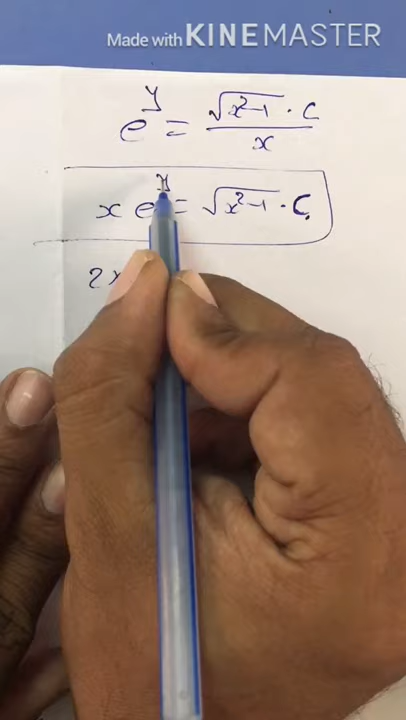 Made with KINEMASTER
e^y = √(x²-1) · C / x
x e^y = √(x²-1) · C